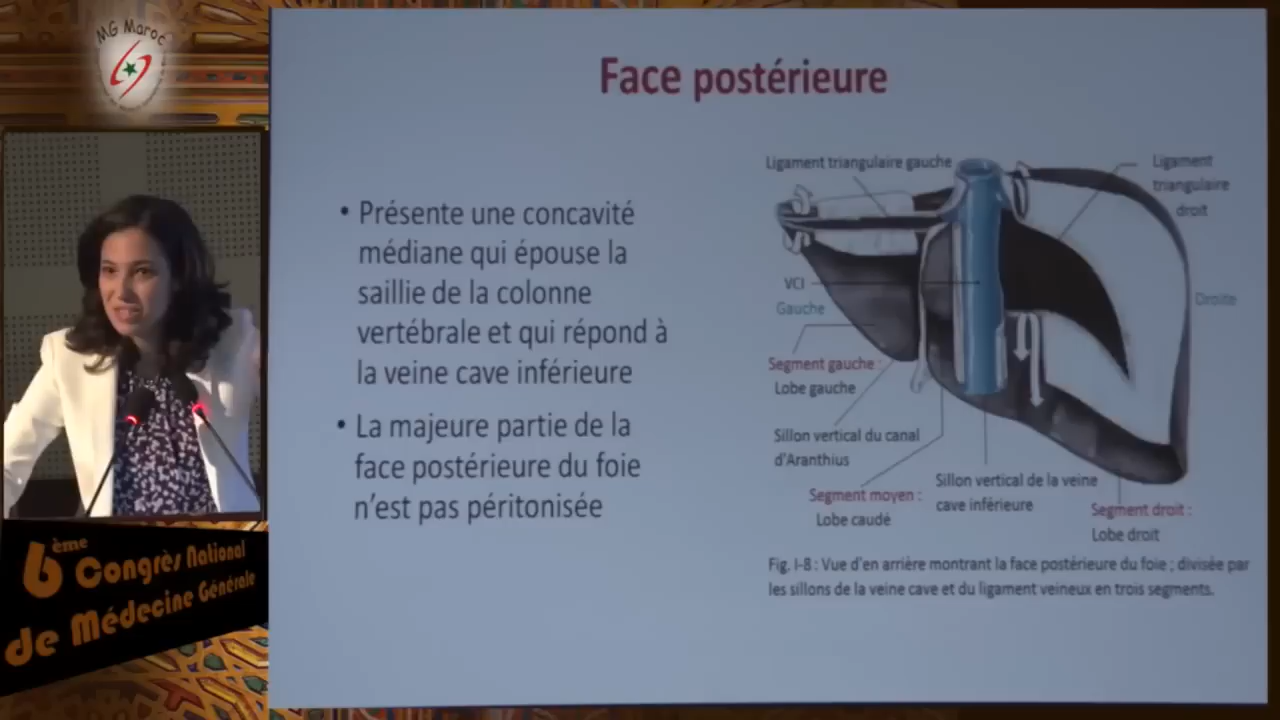 MG Maroc
Face postérieure
• Présente une concavité
médiane qui épouse la
saillie de la colonne
vertébrale et qui répond à
la veine cave inférieure
• La majeure partie de la
face postérieure du foie
n'est pas péritonisée
Ligament triangulaire gauche
Ligament
triangulaire
droit
VCI
Gauche
Droite
Segment gauche :
Lobe gauche
Sillon vertical du canal
d'Aranthius
Segment moyen :
Lobe caudé
Sillon vertical de la veine
cave inférieure
Segment droit :
Lobe droit
Fig. I-8 : Vue d'en arrière montrant la face postérieure du foie ; divisée par
les sillons de la veine cave et du ligament veineux en trois segments.
6ème Congrès National
de Médecine Générale